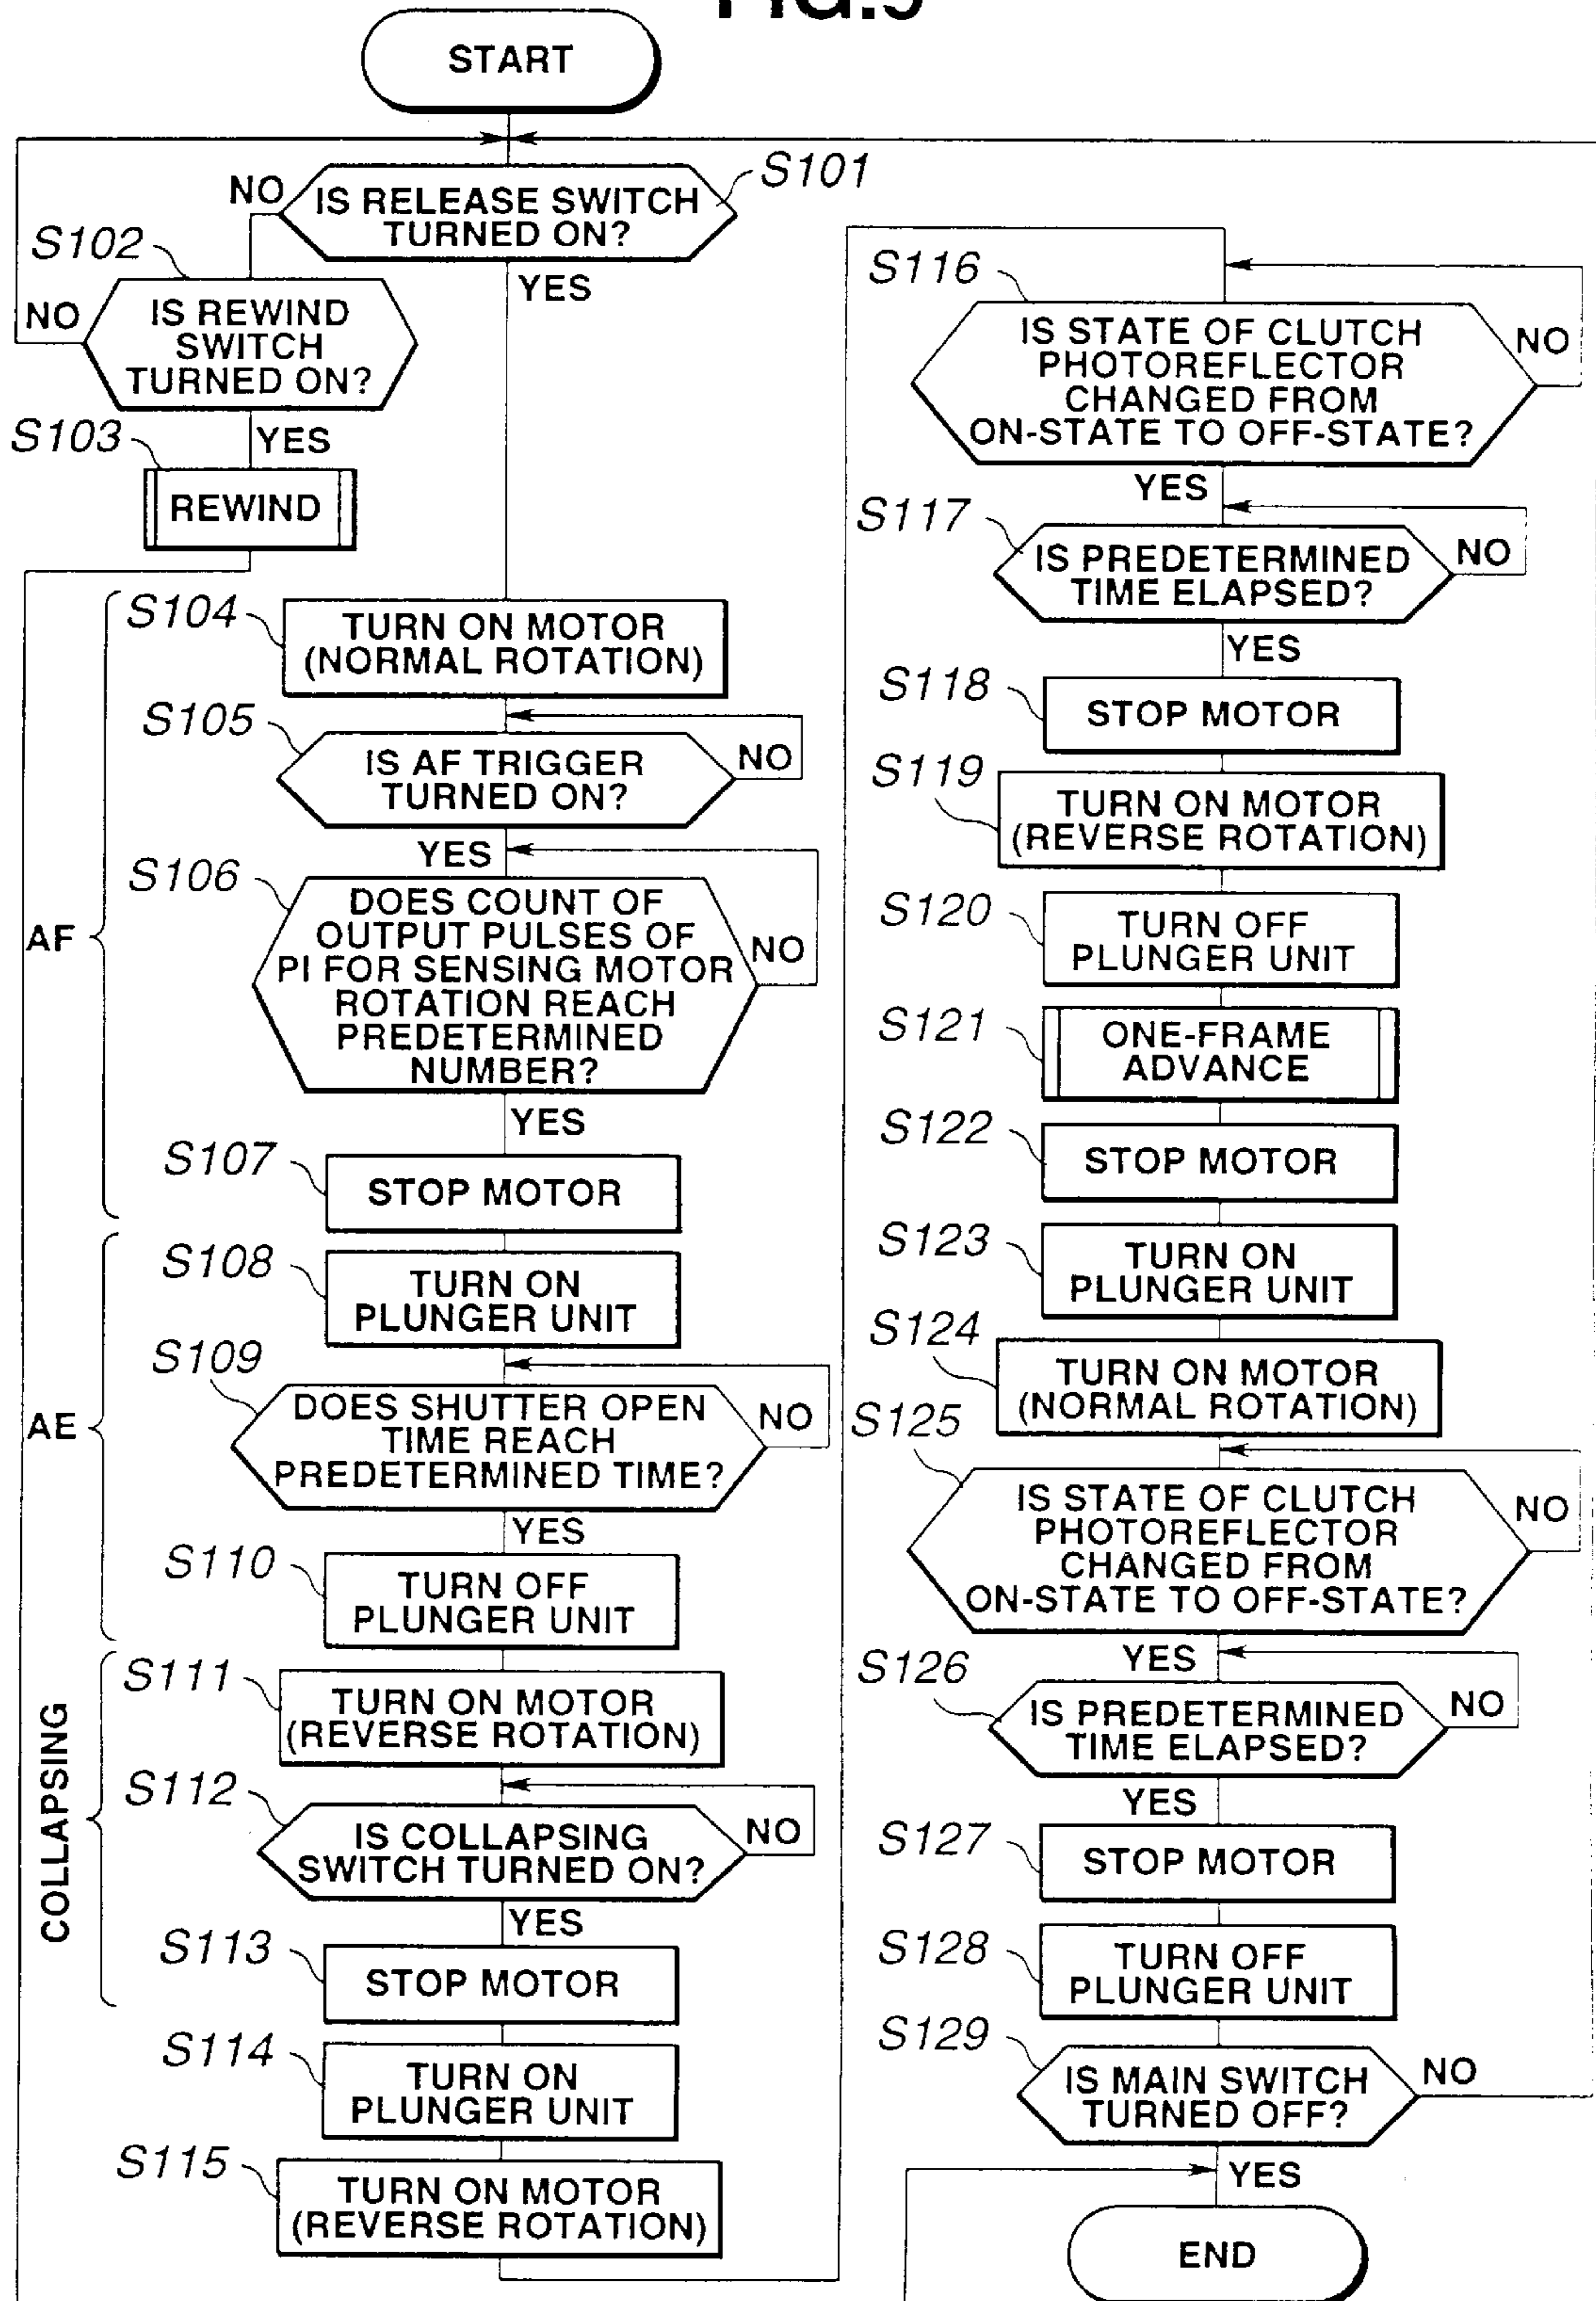 FIG.9
START
S101
NO
IS RELEASE SWITCH
TURNED ON?
YES
S102
NO
IS REWIND
SWITCH
TURNED ON?
S103
YES
REWIND
AF
S104
TURN ON MOTOR
(NORMAL ROTATION)
S105
IS AF TRIGGER
TURNED ON?
NO
YES
S106
DOES COUNT OF
OUTPUT PULSES OF
PI FOR SENSING MOTOR
ROTATION REACH
PREDETERMINED
NUMBER?
NO
YES
S107
STOP MOTOR
AE
S108
TURN ON
PLUNGER UNIT
S109
DOES SHUTTER OPEN
TIME REACH
PREDETERMINED TIME?
NO
YES
S110
TURN OFF
PLUNGER UNIT
COLLAPSING
S111
TURN ON MOTOR
(REVERSE ROTATION)
S112
IS COLLAPSING
SWITCH TURNED ON?
NO
YES
S113
STOP MOTOR
S114
TURN ON
PLUNGER UNIT
S115
TURN ON MOTOR
(REVERSE ROTATION)
S116
IS STATE OF CLUTCH
PHOTOREFLECTOR
CHANGED FROM
ON-STATE TO OFF-STATE?
NO
YES
S117
IS PREDETERMINED
TIME ELAPSED?
NO
YES
S118
STOP MOTOR
S119
TURN ON MOTOR
(REVERSE ROTATION)
S120
TURN OFF
PLUNGER UNIT
S121
ONE-FRAME
ADVANCE
S122
STOP MOTOR
S123
TURN ON
PLUNGER UNIT
S124
TURN ON MOTOR
(NORMAL ROTATION)
S125
IS STATE OF CLUTCH
PHOTOREFLECTOR
CHANGED FROM
ON-STATE TO OFF-STATE?
NO
YES
S126
IS PREDETERMINED
TIME ELAPSED?
NO
YES
S127
STOP MOTOR
S128
TURN OFF
PLUNGER UNIT
S129
IS MAIN SWITCH
TURNED OFF?
NO
YES
END